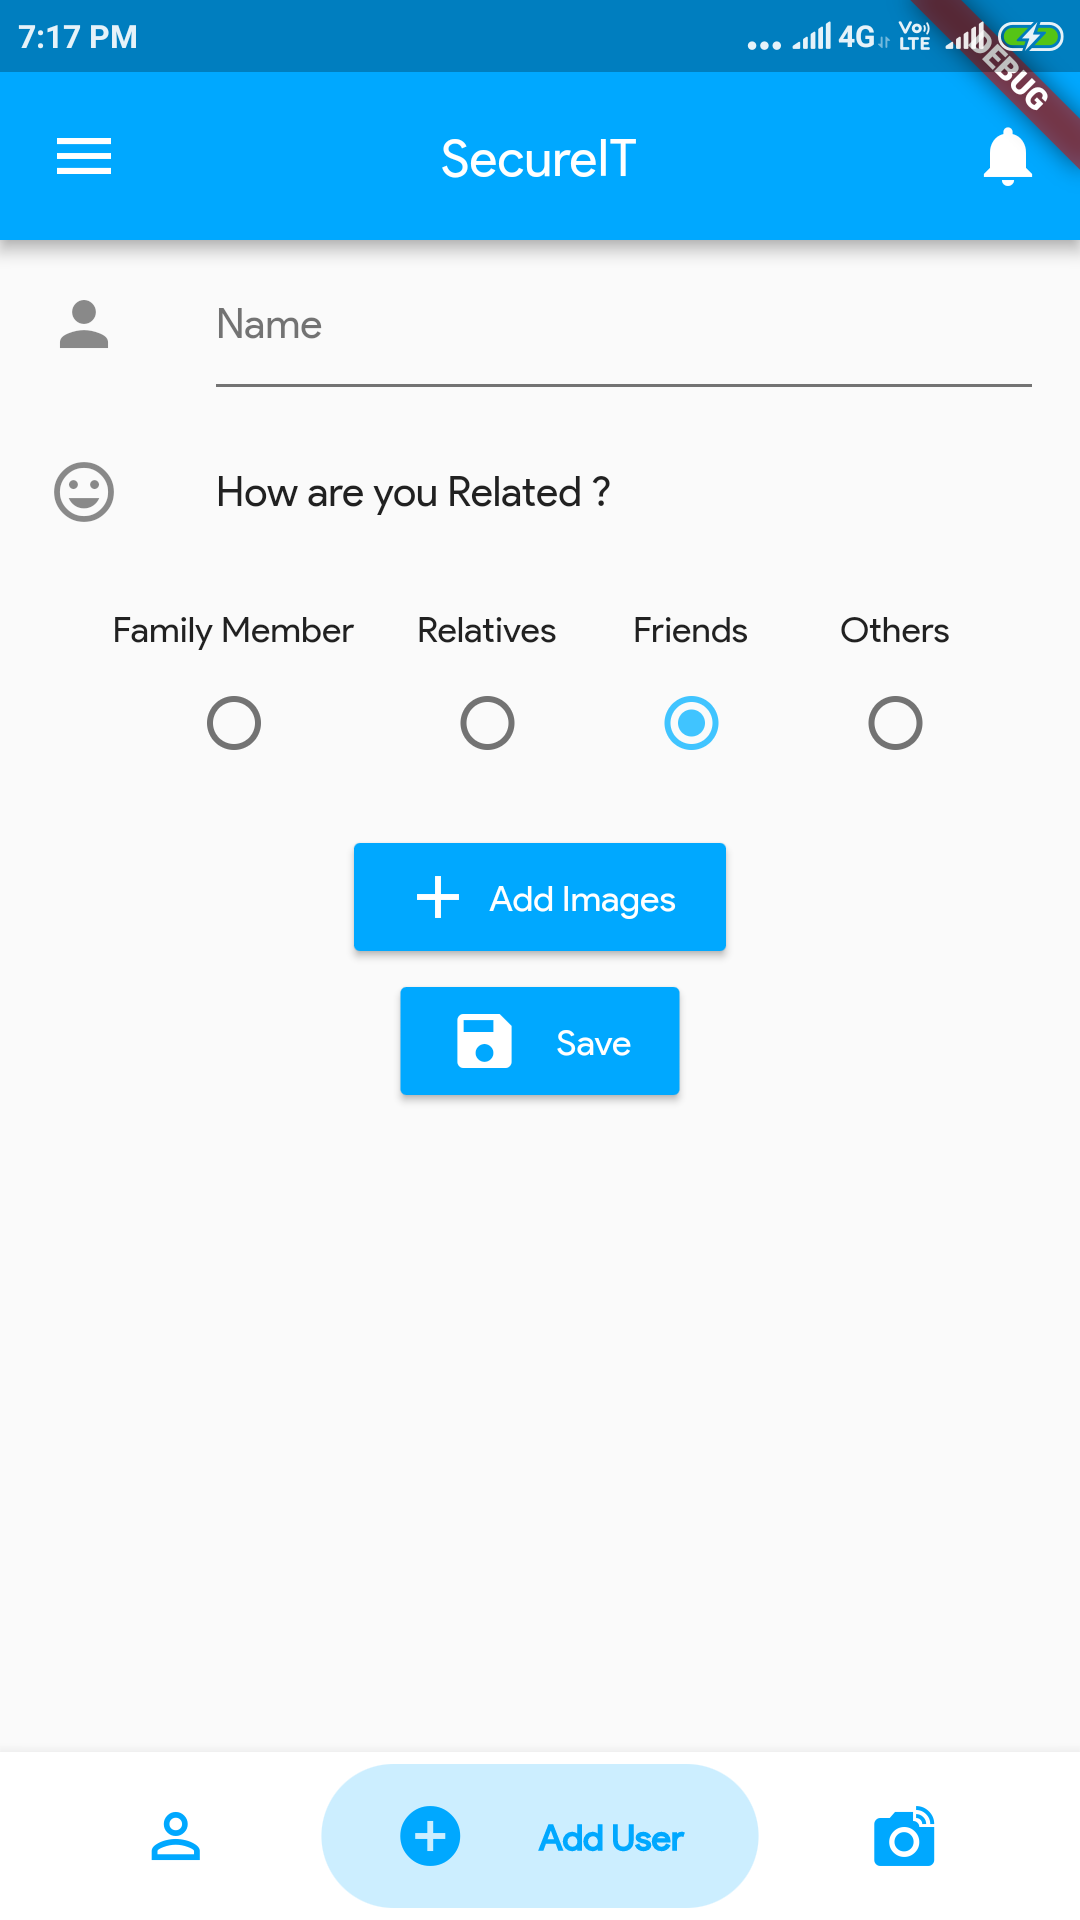 7:17 PM
4G
Vo LTE
DEBUG
SecureIT
Name
How are you Related ?
Family Member Relatives Friends Others
Add Images
Save
Add User